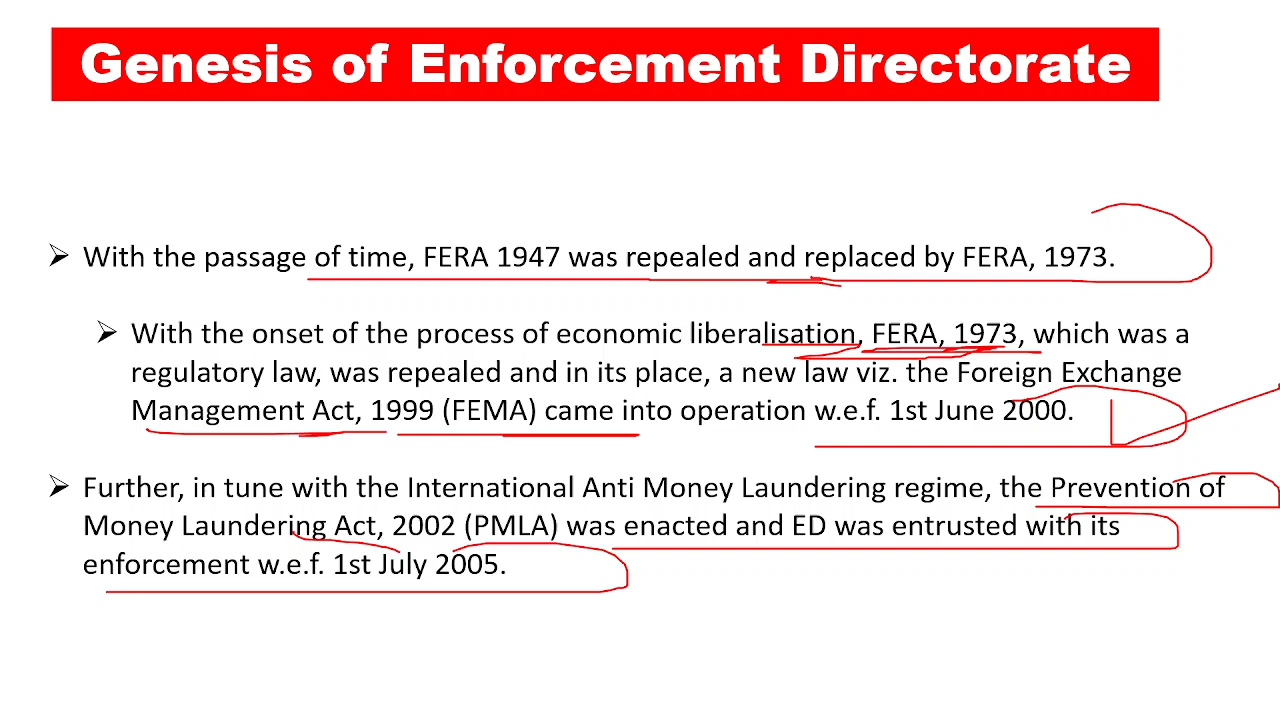 Genesis of Enforcement Directorate
➢ With the passage of time, FERA 1947 was repealed and replaced by FERA, 1973.
➢ With the onset of the process of economic liberalisation, FERA, 1973, which was a
regulatory law, was repealed and in its place, a new law viz. the Foreign Exchange
Management Act, 1999 (FEMA) came into operation w.e.f. 1st June 2000.
➢ Further, in tune with the International Anti Money Laundering regime, the Prevention of
Money Laundering Act, 2002 (PMLA) was enacted and ED was entrusted with its
enforcement w.e.f. 1st July 2005.